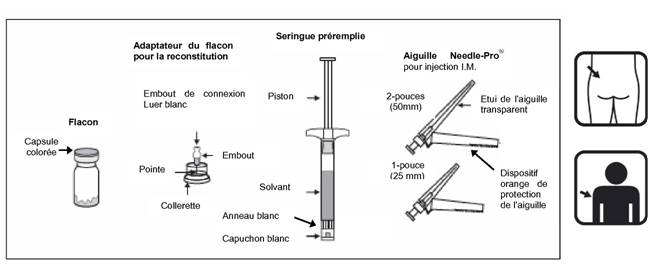 Flacon
Capsule
colorée
Adaptateur du flacon
pour la reconstitution
Embout de connexion
Luer blanc
Embout
Pointe
Collerette
Seringue préremplie
Piston
Solvant
Anneau blanc
Capuchon blanc
Aiguille Needle-Pro®
pour injection I.M.
2-pouces
(50mm)
Etui de l'aiguille
transparent
1-pouce
(25 mm)
Dispositif
orange de
protection
de l'aiguille